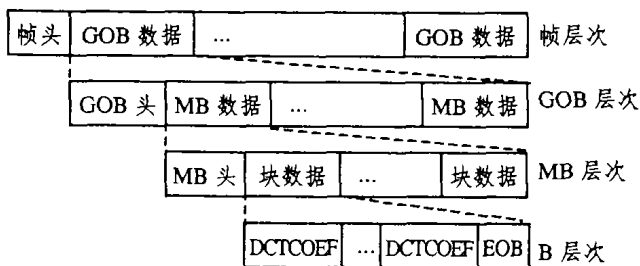 帧头 GOB 数据 ... GOB 数据 帧层次
GOB 头 MB 数据 ... MB 数据 GOB 层次
MB 头 块数据 ... 块数据 MB 层次
DCTCOEF ... DCTCOEF EOB B 层次